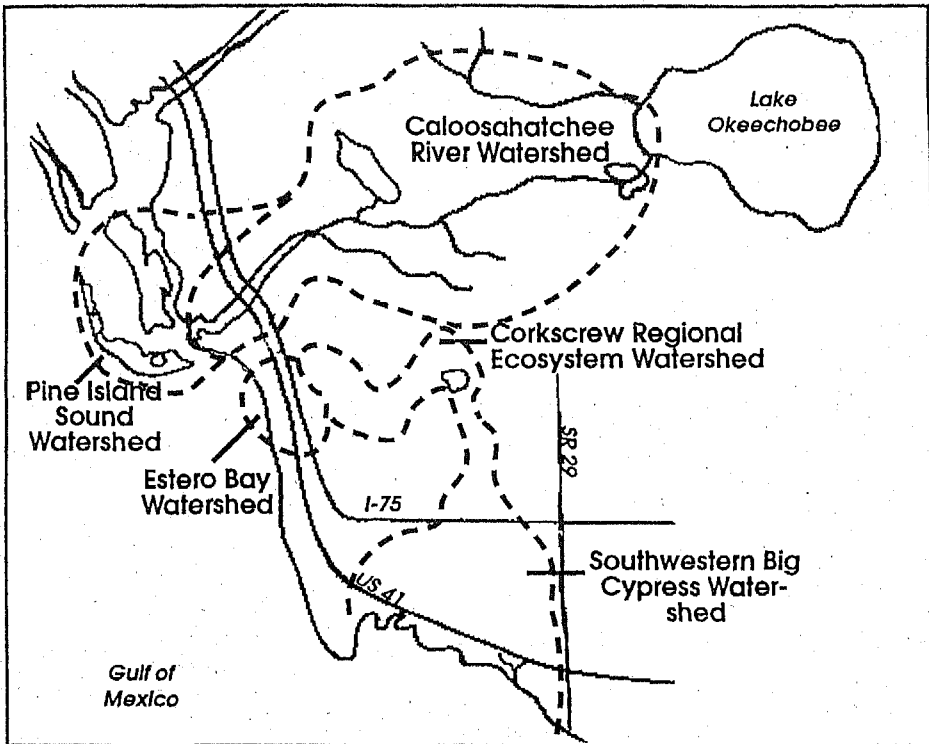 Lake
Okeechobee
Caloosahatchee
River Watershed
Corkscrew Regional
Ecosystem Watershed
Pine Island
Sound
Watershed
Estero Bay
Watershed
SR 29
I-75
US 41
Southwestern Big
Cypress Water-
shed
Gulf of
Mexico